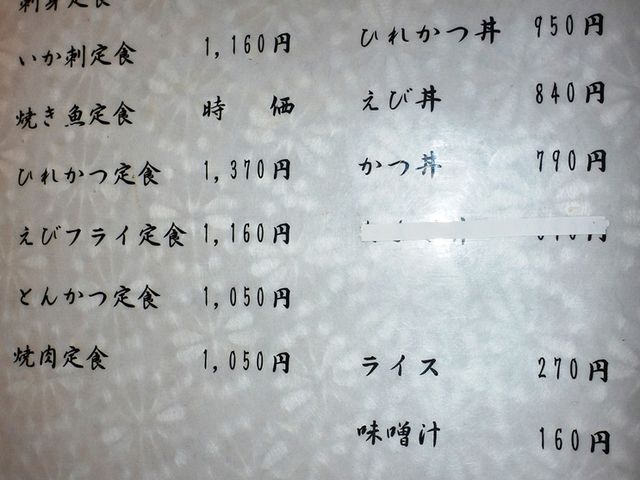 刺身定食
いか刺定食 1,160円
焼き魚定食 時 価
ひれかつ定食 1,370円
えびフライ定食 1,160円
とんかつ定食 1,050円
焼肉定食 1,050円
ひれかつ丼 950円
えび丼 840円
かつ丼 790円
ライス 270円
味噌汁 160円